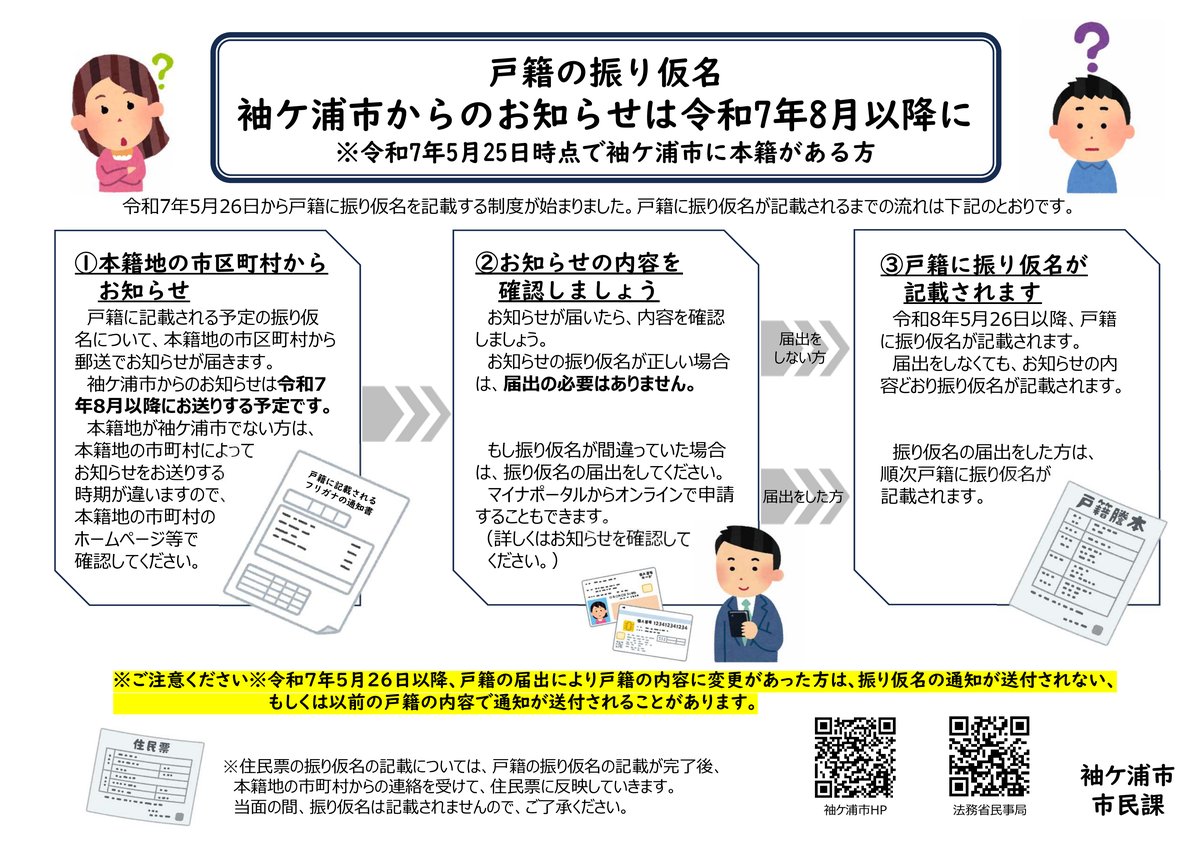 戸籍の振り仮名
袖ケ浦市からのお知らせは令和7年8月以降に
※令和7年5月25日時点で袖ケ浦市に本籍がある方
令和7年5月26日から戸籍に振り仮名を記載する制度が始まりました。戸籍に振り仮名が記載されるまでの流れは下記のとおりです。
①本籍地の市区町村から
お知らせ
戸籍に記載される予定の振り仮
名について、本籍地の市区町村から
郵送でお知らせが届きます。
袖ケ浦市からのお知らせは令和7
年8月以降にお送りする予定です。
本籍地が袖ケ浦市でない方は、
本籍地の市町村によって
お知らせをお送りする
時期が違いますので、
本籍地の市町村の
ホームページ等で
確認してください。
戸籍に記載される
フリガナの通知書
②お知らせの内容を
確認しましょう
お知らせが届いたら、内容を確認
しましょう。
お知らせの振り仮名が正しい場合
は、届出の必要はありません。
もし振り仮名が間違っていた場合
は、振り仮名の届出をしてください。
マイナポータルからオンラインで申請
することもできます。
（詳しくはお知らせを確認して
ください。）
個人番号 123412341234
届出を
しない方
届出をした方
③戸籍に振り仮名が
記載されます
令和8年5月26日以降、戸籍
に振り仮名が記載されます。
届出をしなくても、お知らせの内
容どおり振り仮名が記載されます。
振り仮名の届出をした方は、
順次戸籍に振り仮名が
記載されます。
戸籍謄本
※ご注意ください※令和7年5月26日以降、戸籍の届出により戸籍の内容に変更があった方は、振り仮名の通知が送付されない、
もしくは以前の戸籍の内容で通知が送付されることがあります。
住民票
※住民票の振り仮名の記載については、戸籍の振り仮名の記載が完了後、
本籍地の市町村からの連絡を受けて、住民票に反映していきます。
当面の間、振り仮名は記載されませんので、ご了承ください。
袖ケ浦市HP
法務省民事局
袖ケ浦市
市民課